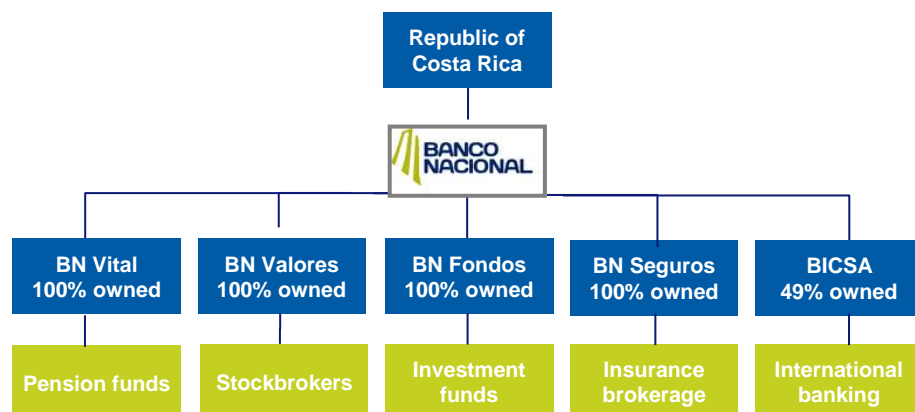 Republic of
Costa Rica
BANCO
NACIONAL
BN Vital
100% owned
BN Valores
100% owned
BN Fondos
100% owned
BN Seguros
100% owned
BICSA
49% owned
Pension funds
Stockbrokers
Investment
funds
Insurance
brokerage
International
banking